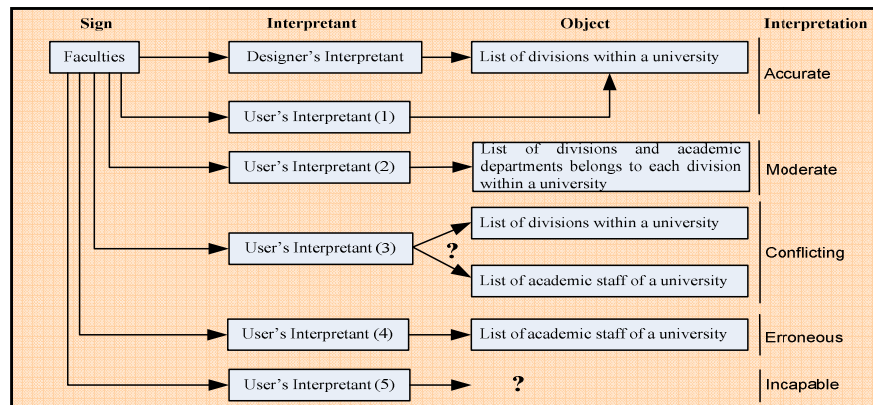 Sign Interpretant Object Interpretation
Faculties Designer's Interpretant List of divisions within a university
Accurate
User's Interpretant (1)
User's Interpretant (2)
List of divisions and academic
departments belongs to each division
within a university
Moderate
List of divisions within a university
User's Interpretant (3)
?
Conflicting
List of academic staff of a university
User's Interpretant (4) List of academic staff of a university Erroneous
User's Interpretant (5) ? Incapable